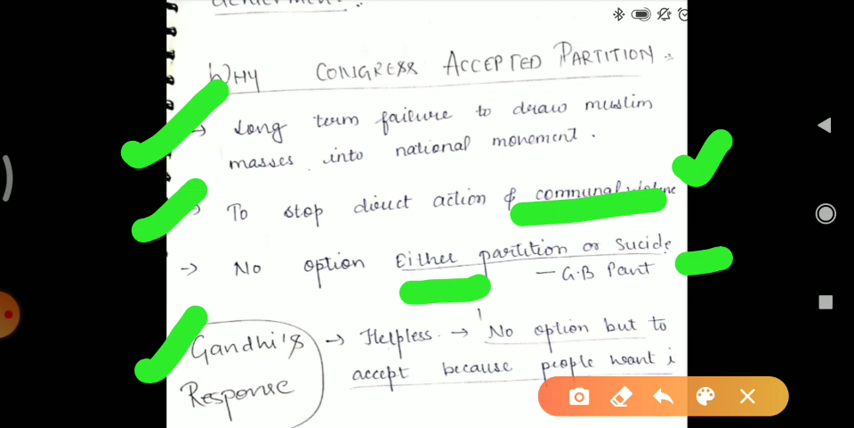 WHY CONGRESS ACCEPTED PARTITION
→ Long term failure to draw muslim
masses into national movement.
→ To stop direct action & communal
→ No option Either partition or Sucide
— G.B Pant
Gandhi's Response → Helpless → No option but to
accept because people want i